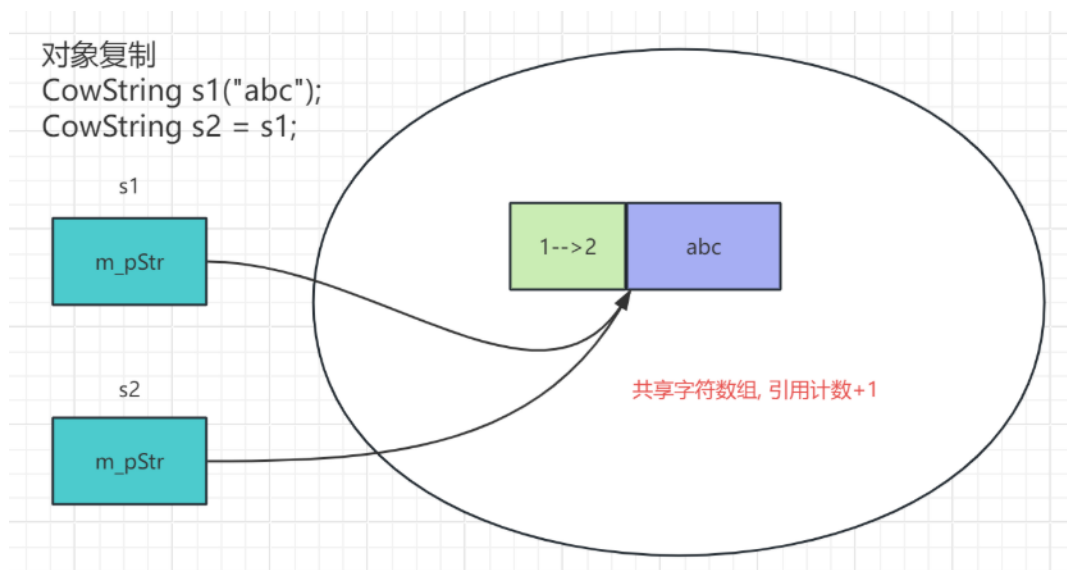 对象复制
CowString s1("abc");
CowString s2 = s1;
s1
m_pStr
1-->2
abc
s2
共享字符数组, 引用计数+1
m_pStr